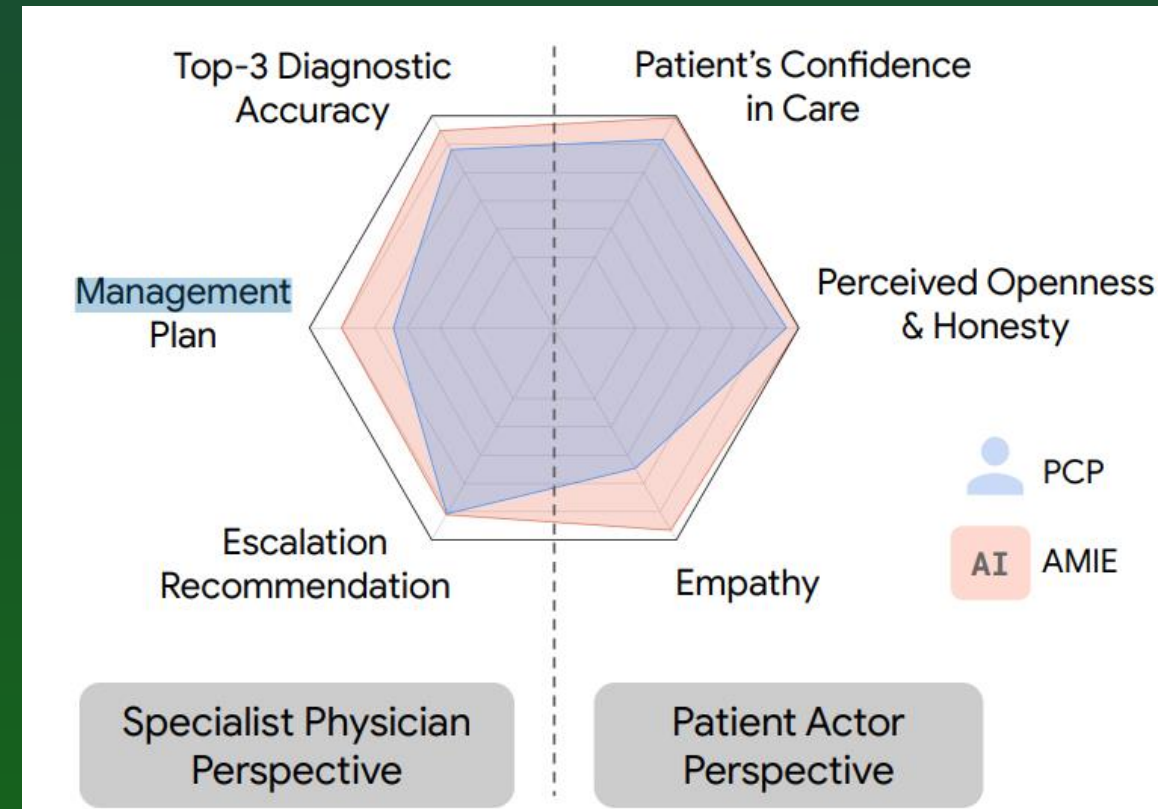 Top-3 Diagnostic
Accuracy
Patient’s Confidence
in Care
Management
Plan
Perceived Openness
& Honesty
PCP
AI AMIE
Escalation
Recommendation
Empathy
Specialist Physician
Perspective
Patient Actor
Perspective